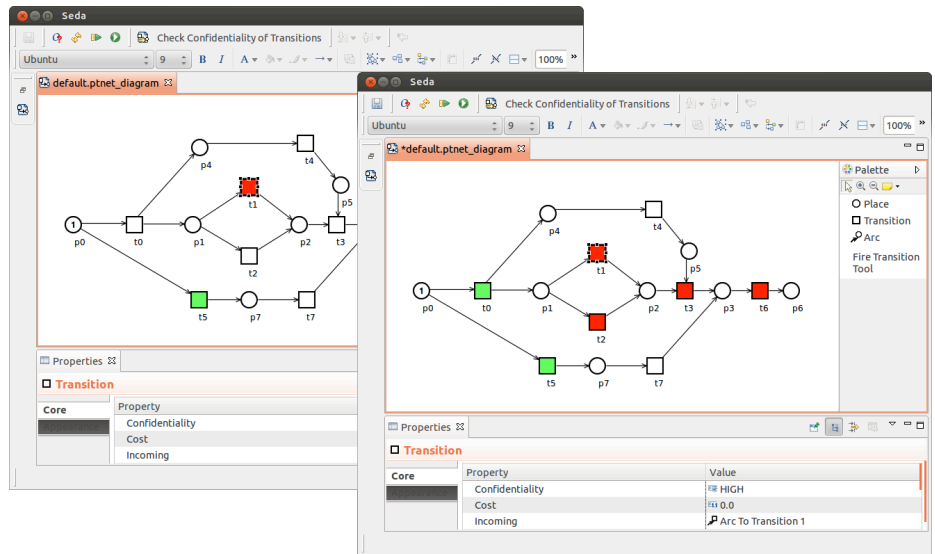 Seda
Check Confidentiality of Transitions
Ubuntu 9 B I A 100% »
default.ptnet_diagram
p4
t4
t1
p5
1
p0
t0
p1
p2
t3
t2
t5
p7
t7
Properties
Transition
Core
Property
Confidentiality
Cost
Incoming
Seda
Check Confidentiality of Transitions
Ubuntu 9 B I A 100% »
*default.ptnet_diagram
Palette
Place
Transition
Arc
Fire Transition
Tool
p4
t4
t1
p5
1
p0
t0
p1
p2
t3
p3
t6
p6
t2
t5
p7
t7
Properties
Transition
Core
Property Value
Confidentiality HIGH
Cost 0.0
Incoming Arc To Transition 1